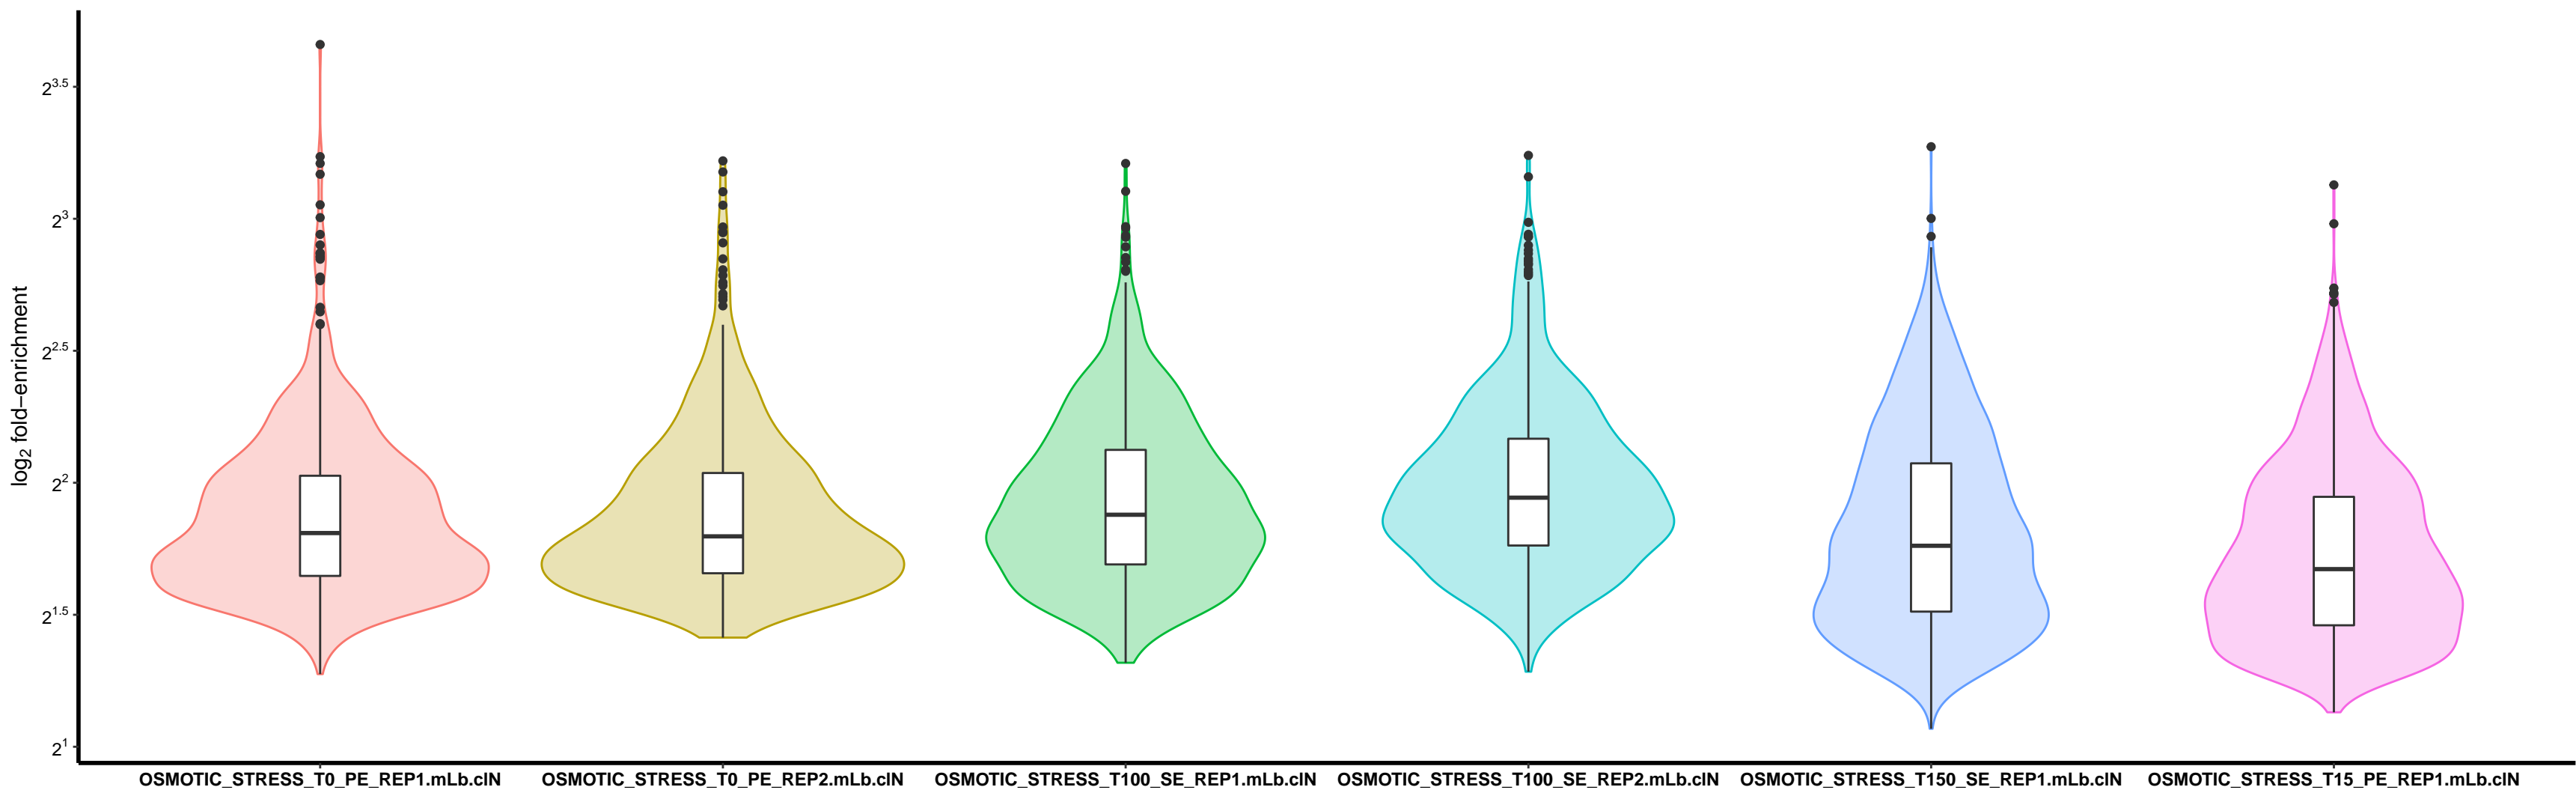 log2 fold−enrichment
2^3.5
2^3
2^2.5
2^2
2^1.5
2^1
OSMOTIC_STRESS_T0_PE_REP1.mLb.clN
OSMOTIC_STRESS_T0_PE_REP2.mLb.clN
OSMOTIC_STRESS_T100_SE_REP1.mLb.clN
OSMOTIC_STRESS_T100_SE_REP2.mLb.clN
OSMOTIC_STRESS_T150_SE_REP1.mLb.clN
OSMOTIC_STRESS_T15_PE_REP1.mLb.clN